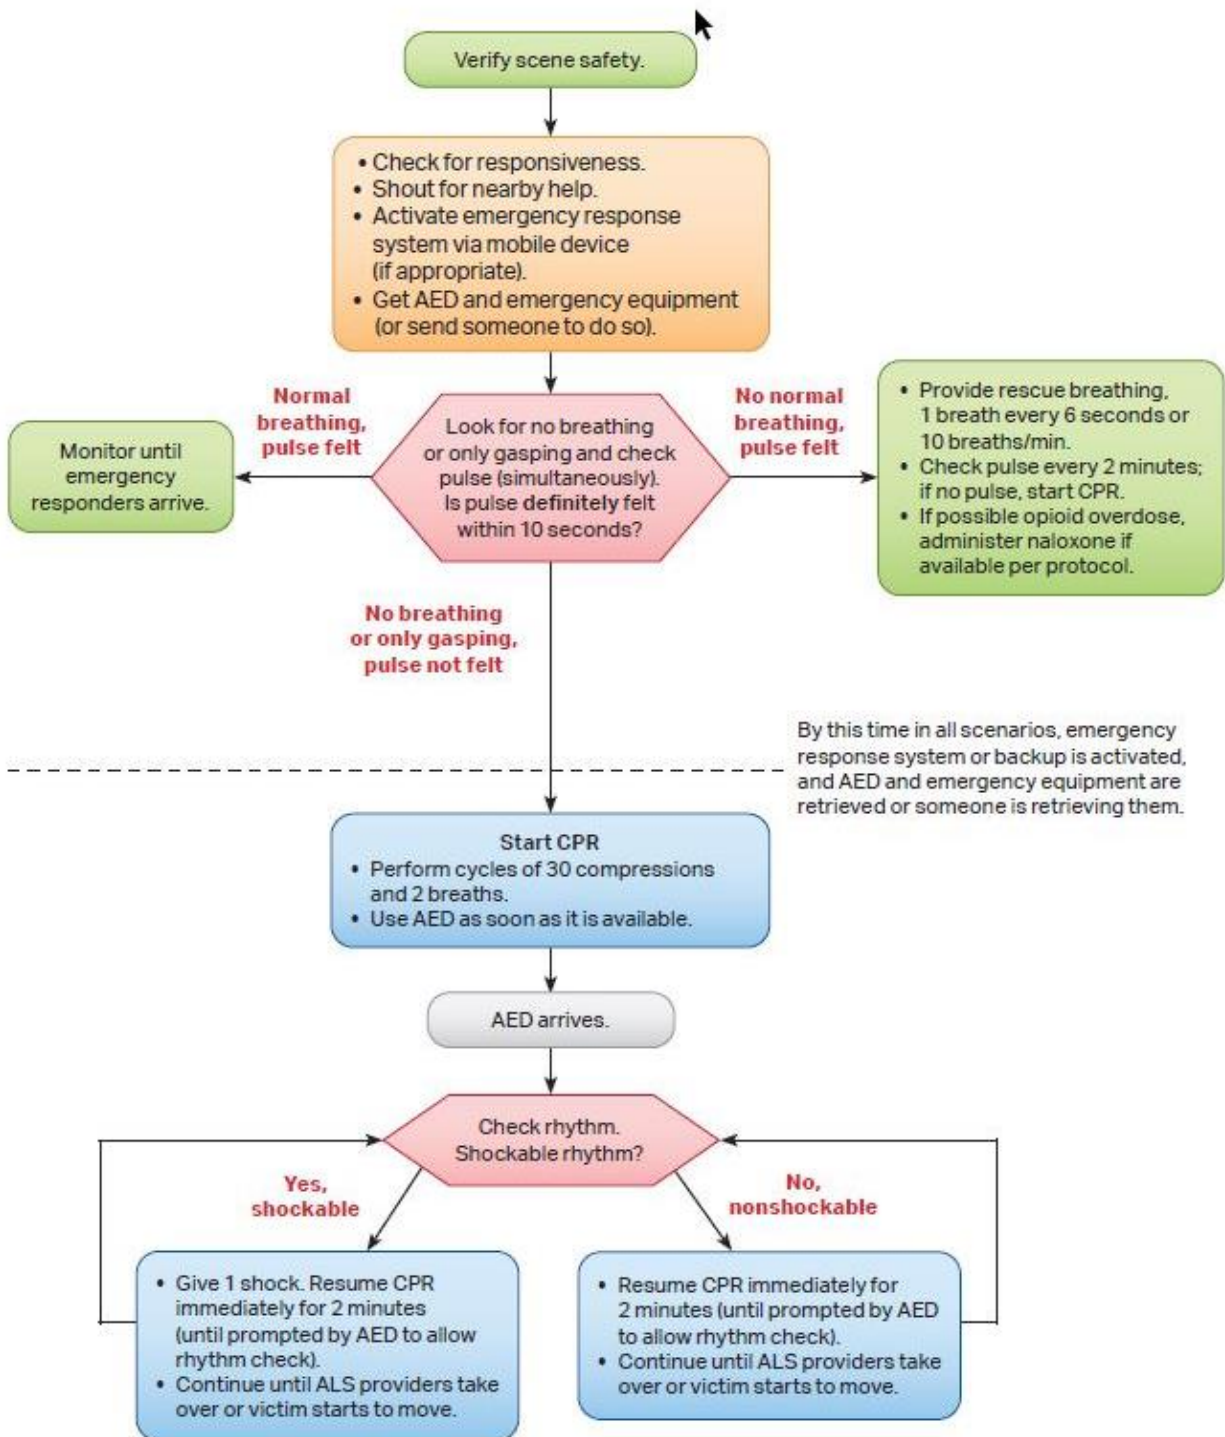 Verify scene safety.
• Check for responsiveness.
• Shout for nearby help.
• Activate emergency response
system via mobile device
(if appropriate).
• Get AED and emergency equipment
(or send someone to do so).
Normal
breathing,
pulse felt
Monitor until
emergency
responders arrive.
Look for no breathing
or only gasping and check
pulse (simultaneously).
Is pulse definitely felt
within 10 seconds?
No normal
breathing,
pulse felt
• Provide rescue breathing,
1 breath every 6 seconds or
10 breaths/min.
• Check pulse every 2 minutes;
if no pulse, start CPR.
• If possible opioid overdose,
administer naloxone if
available per protocol.
No breathing
or only gasping,
pulse not felt
By this time in all scenarios, emergency
response system or backup is activated,
and AED and emergency equipment are
retrieved or someone is retrieving them.
Start CPR
• Perform cycles of 30 compressions
and 2 breaths.
• Use AED as soon as it is available.
AED arrives.
Check rhythm.
Shockable rhythm?
Yes,
shockable
No,
nonshockable
• Give 1 shock. Resume CPR
immediately for 2 minutes
(until prompted by AED to allow
rhythm check).
• Continue until ALS providers take
over or victim starts to move.
• Resume CPR immediately for
2 minutes (until prompted by AED
to allow rhythm check).
• Continue until ALS providers take
over or victim starts to move.